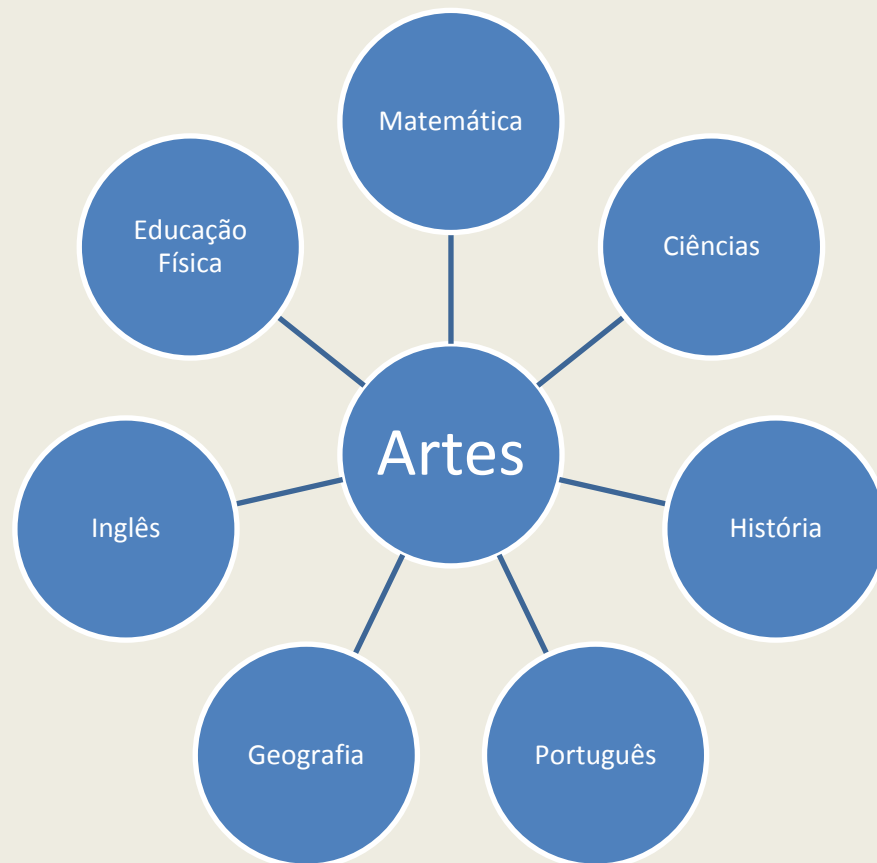 Matemática
Educação
Física
Ciências
Artes
Inglês
História
Geografia
Português